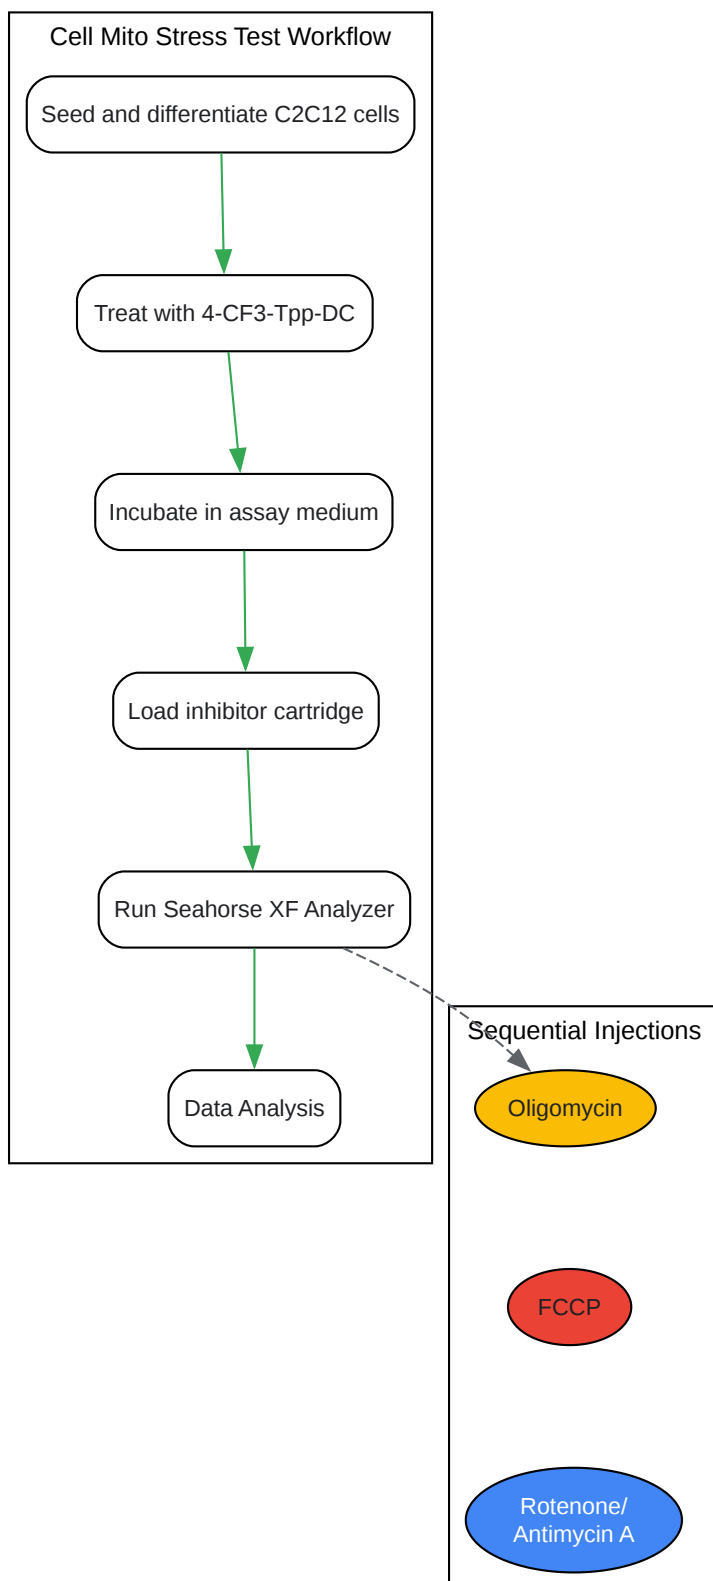 Cell Mito Stress Test Workflow
Seed and differentiate C2C12 cells
Treat with 4-CF3-Tpp-DC
Incubate in assay medium
Load inhibitor cartridge
Run Seahorse XF Analyzer
Data Analysis
Sequential Injections
Oligomycin
FCCP
Rotenone/
Antimycin A